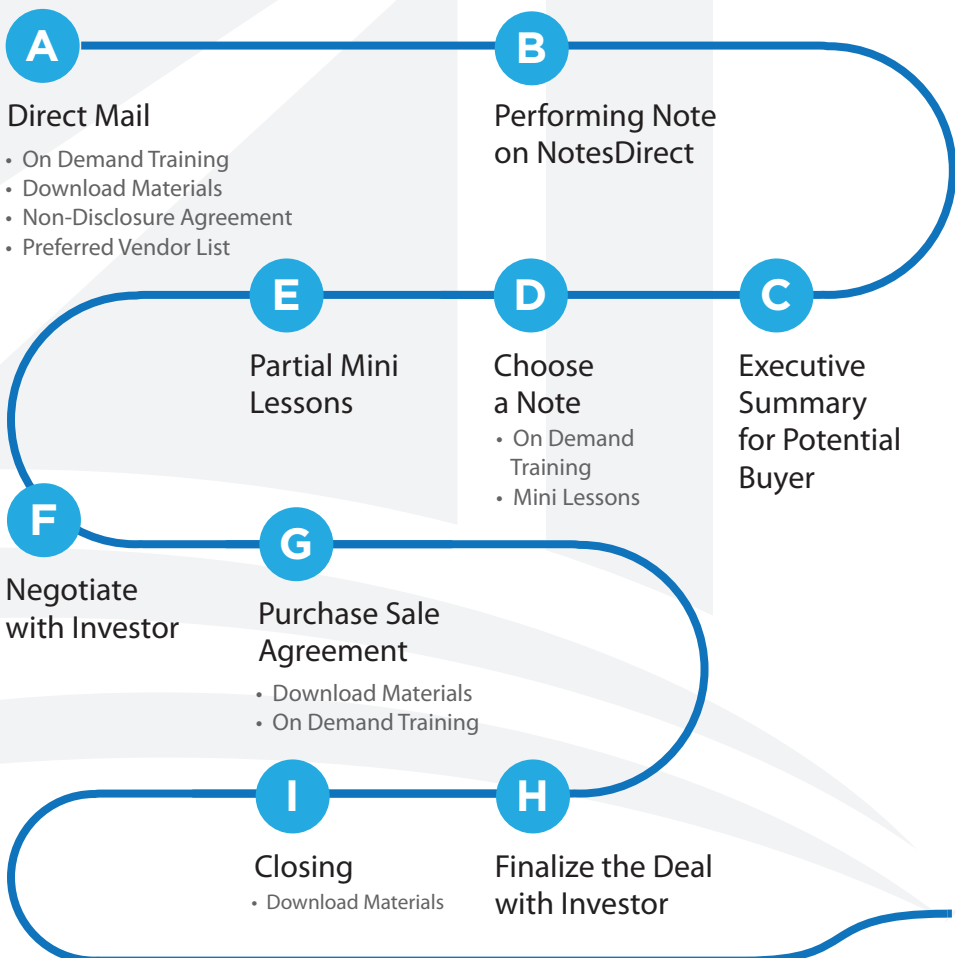 A
Direct Mail
• On Demand Training
• Download Materials
• Non-Disclosure Agreement
• Preferred Vendor List
B
Performing Note
on NotesDirect
C
Executive
Summary
for Potential
Buyer
D
Choose
a Note
• On Demand
Training
• Mini Lessons
E
Partial Mini
Lessons
F
Negotiate
with Investor
G
Purchase Sale
Agreement
• Download Materials
• On Demand Training
H
Finalize the Deal
with Investor
I
Closing
• Download Materials